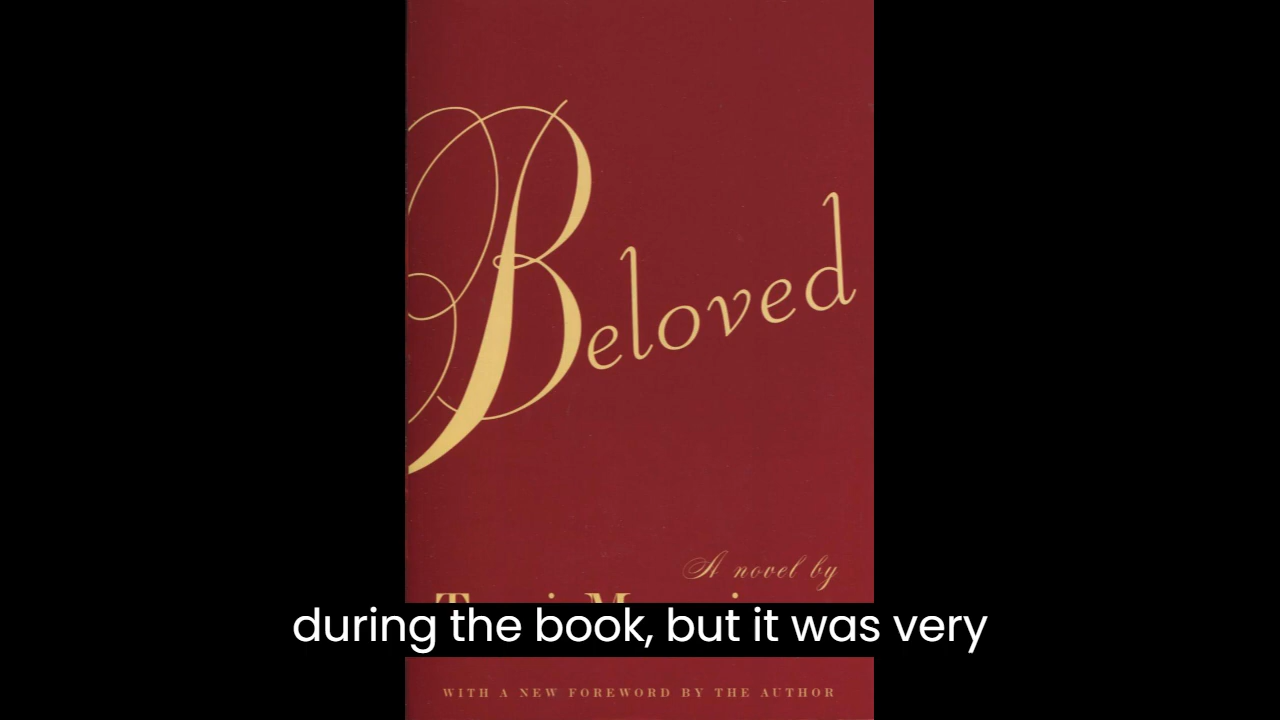 Beloved
A novel by
during the book, but it was very
WITH A NEW FOREWORD BY THE AUTHOR